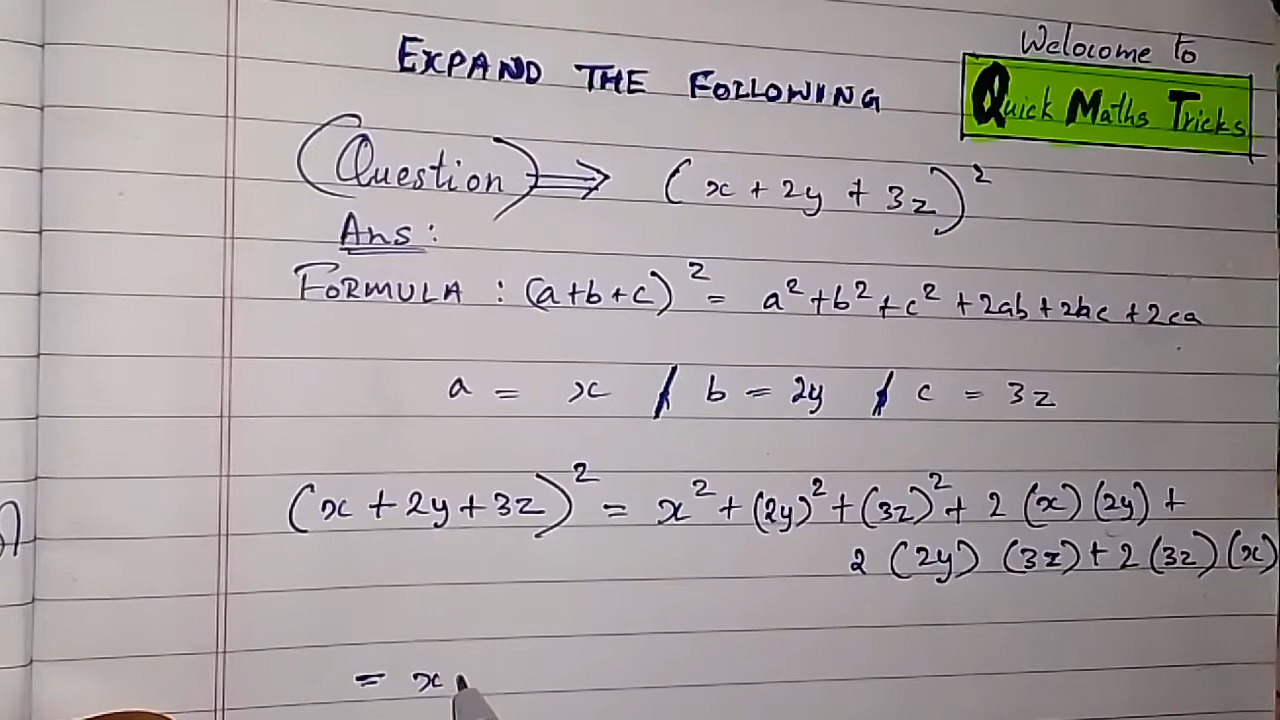 Welocome to
Quick Maths Tricks
EXPAND THE FOLLOWING
(Question) ⇒ (x + 2y + 3z)²
Ans:
FORMULA : (a+b+c)² = a² + b² + c² + 2ab + 2bc + 2ca
a = x / b = 2y / c = 3z
(x + 2y + 3z)² = x² + (2y)² + (3z)² + 2 (x) (2y) +
2 (2y) (3z) + 2 (3z) (x)
= x